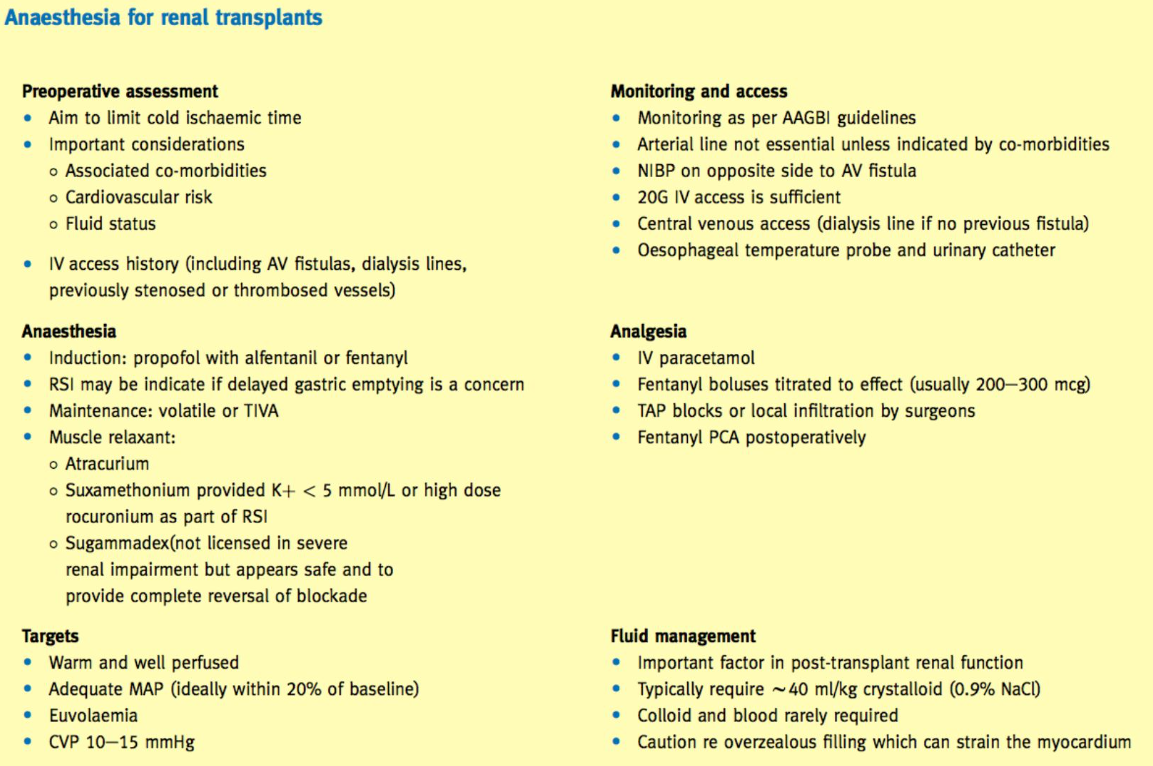 Anaesthesia for renal transplants
Preoperative assessment
• Aim to limit cold ischaemic time
• Important considerations
○ Associated co-morbidities
○ Cardiovascular risk
○ Fluid status
• IV access history (including AV fistulas, dialysis lines,
previously stenosed or thrombosed vessels)
Monitoring and access
• Monitoring as per AAGBI guidelines
• Arterial line not essential unless indicated by co-morbidities
• NIBP on opposite side to AV fistula
• 20G IV access is sufficient
• Central venous access (dialysis line if no previous fistula)
• Oesophageal temperature probe and urinary catheter
Anaesthesia
• Induction: propofol with alfentanil or fentanyl
• RSI may be indicate if delayed gastric emptying is a concern
• Maintenance: volatile or TIVA
• Muscle relaxant:
○ Atracurium
○ Suxamethonium provided K+ < 5 mmol/L or high dose
rocuronium as part of RSI
○ Sugammadex(not licensed in severe
renal impairment but appears safe and to
provide complete reversal of blockade
Analgesia
• IV paracetamol
• Fentanyl boluses titrated to effect (usually 200–300 mcg)
• TAP blocks or local infiltration by surgeons
• Fentanyl PCA postoperatively
Targets
• Warm and well perfused
• Adequate MAP (ideally within 20% of baseline)
• Euvolaemia
• CVP 10–15 mmHg
Fluid management
• Important factor in post-transplant renal function
• Typically require ~40 ml/kg crystalloid (0.9% NaCl)
• Colloid and blood rarely required
• Caution re overzealous filling which can strain the myocardium